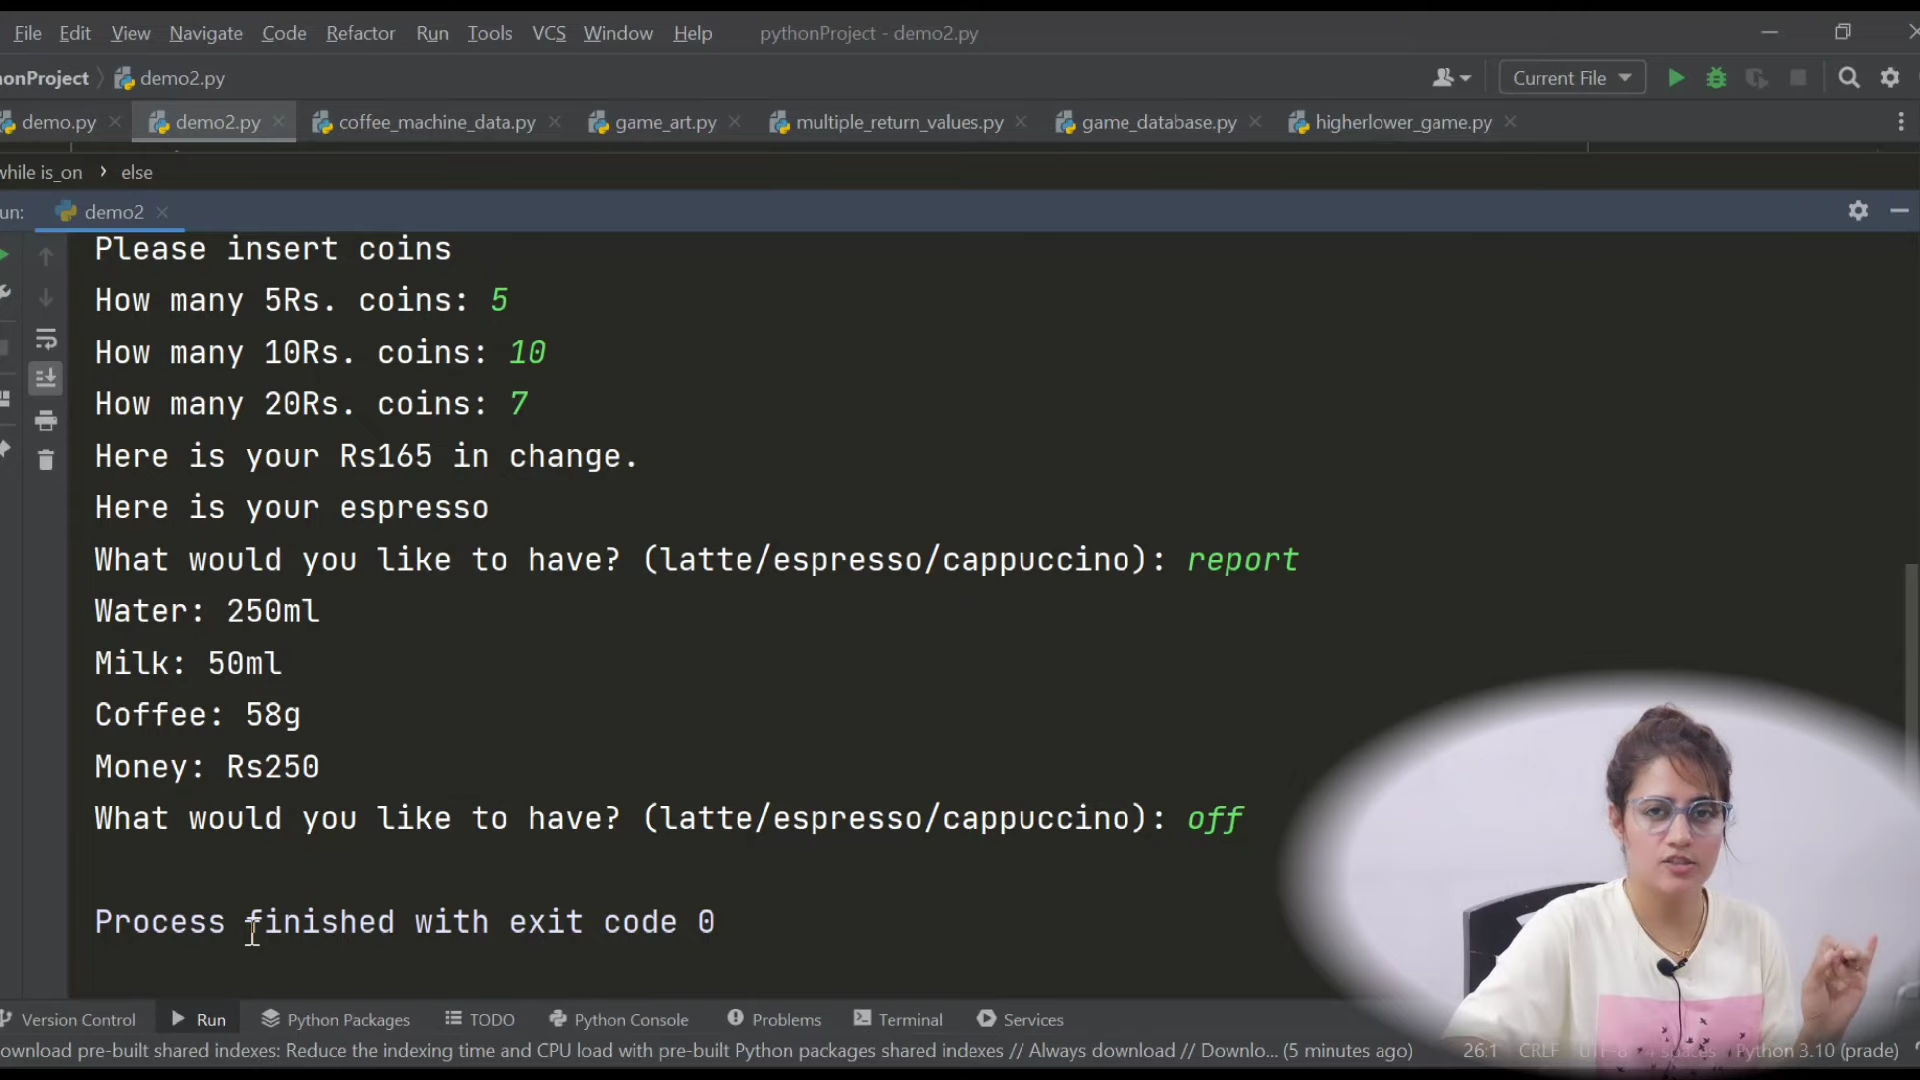 File Edit View Navigate Code Refactor Run Tools VCS Window Help pythonProject - demo2.py
honProject demo2.py Current File
demo.py demo2.py coffee_machine_data.py game_art.py multiple_return_values.py game_database.py higherlower_game.py
while is_on › else
un: demo2
Please insert coins
How many 5Rs. coins: 5
How many 10Rs. coins: 10
How many 20Rs. coins: 7
Here is your Rs165 in change.
Here is your espresso
What would you like to have? (latte/espresso/cappuccino): report
Water: 250ml
Milk: 50ml
Coffee: 58g
Money: Rs250
What would you like to have? (latte/espresso/cappuccino): off
Process finished with exit code 0
Version Control Run Python Packages TODO Python Console Problems Terminal Services
ownload pre-built shared indexes: Reduce the indexing time and CPU load with pre-built Python packages shared indexes // Always download // Downlo... (5 minutes ago) 26:1 CRLF UTF-8 4 spaces Python 3.10 (prade)